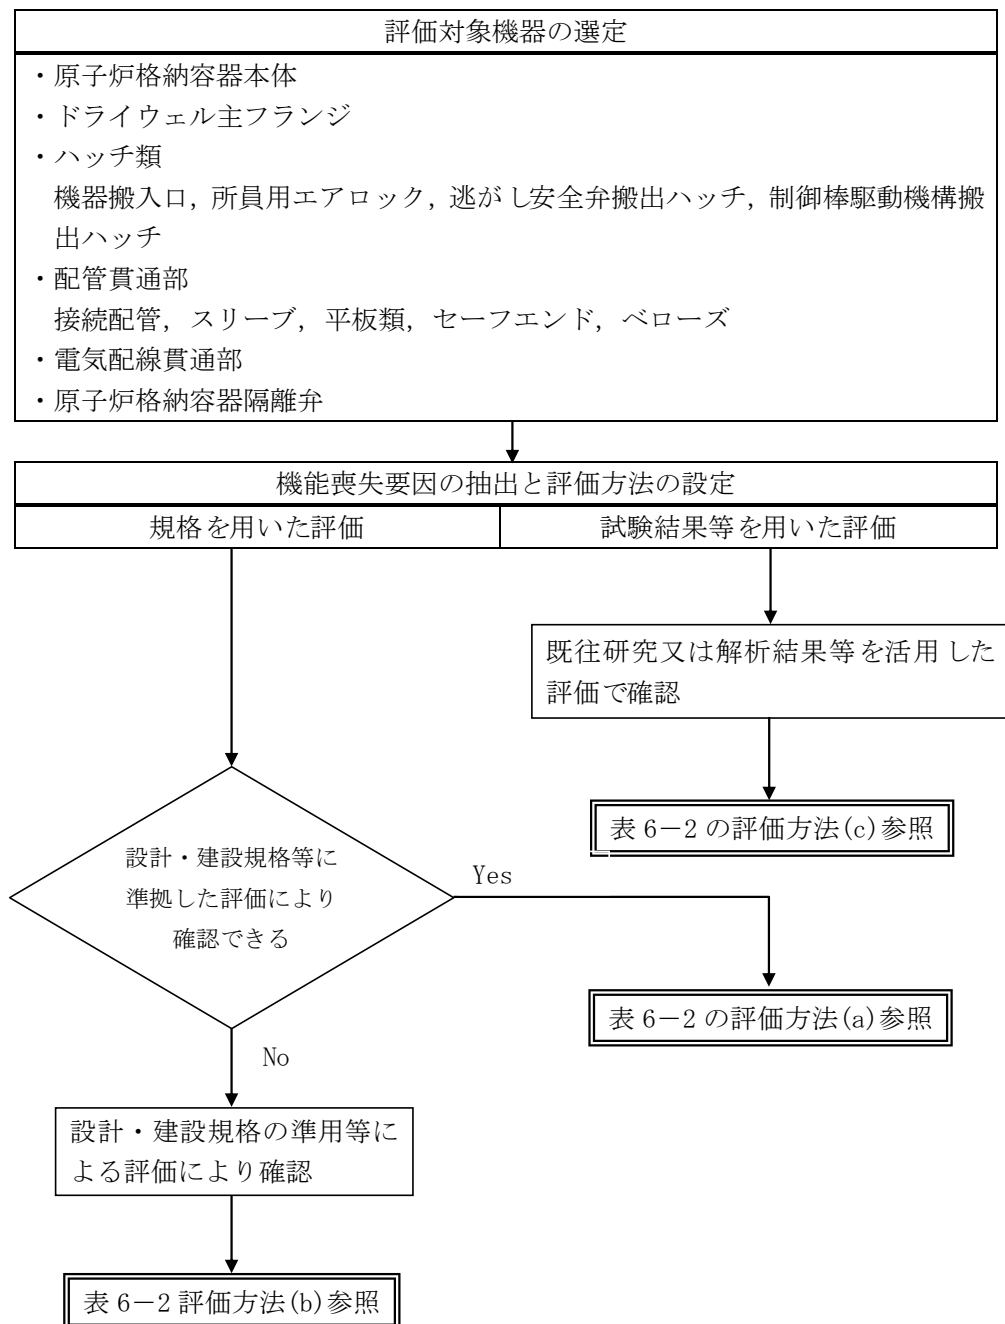 評価対象機器の選定
・原子炉格納容器本体
・ドライウェル主フランジ
・ハッチ類
機器搬入口,所員用エアロック,逃がし安全弁搬出ハッチ,制御棒駆動機構搬
出ハッチ
・配管貫通部
接続配管,スリーブ,平板類,セーフエンド,ベローズ
・電気配線貫通部
・原子炉格納容器隔離弁
機能喪失要因の抽出と評価方法の設定
規格を用いた評価
試験結果等を用いた評価
既往研究又は解析結果等を活用した
評価で確認
表 6-2 の評価方法(c)参照
設計・建設規格等に
準拠した評価により
確認できる
Yes
表 6-2 の評価方法(a)参照
No
設計・建設規格の準用等に
よる評価により確認
表 6-2 評価方法(b)参照